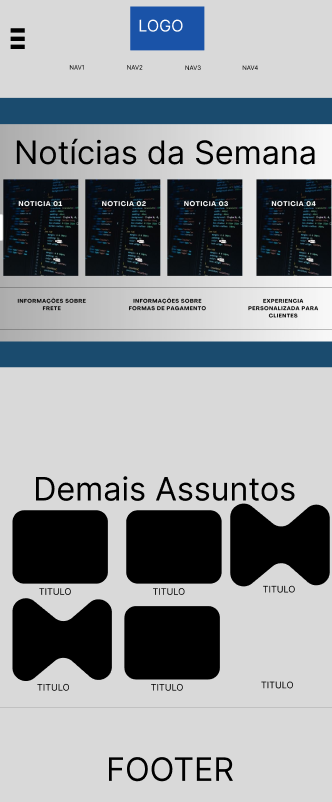 LOGO
NAV1 NAV2 NAV3 NAV4
Notícias da Semana
NOTICIA 01 NOTICIA 02 NOTICIA 03 NOTICIA 04
INFORMAÇÕES SOBRE
FRETE
INFORMAÇÕES SOBRE
FORMAS DE PAGAMENTO
EXPERIENCIA
PERSONALIZADA PARA
CLIENTES
Demais Assuntos
TITULO TITULO TITULO
TITULO TITULO TITULO
FOOTER